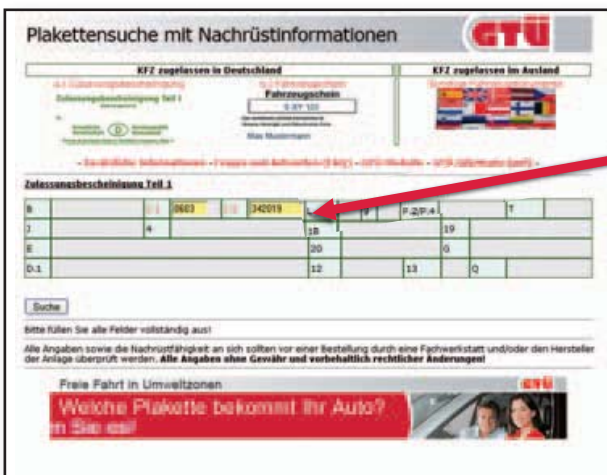 Plakettensuche mit Nachrüstinformationen
GTÜ
KFZ zugelassen in Deutschland
KFZ zugelassen im Ausland
Zulassungsbescheinigung Teil I
Fahrzeugschein
Max Mustermann
Zulassungsbescheinigung Teil 1
B 0603 342019 L 9 P.2/P.4 T
J 4 18 19
E 20 G
D.1 12 13 Q
Suche
Bitte füllen Sie alle Felder vollständig aus!
Alle Angaben sowie die Nachrüstfähigkeit an sich sollten vor einer Bestellung durch eine Fachwerkstatt und/oder den Hersteller
der Anlage überprüft werden. Alle Angaben ohne Gewähr und vorbehaltlich rechtlicher Änderungen!
Freie Fahrt in Umweltzonen
GTÜ
Welche Plakette bekommt Ihr Auto?
n Sie es!